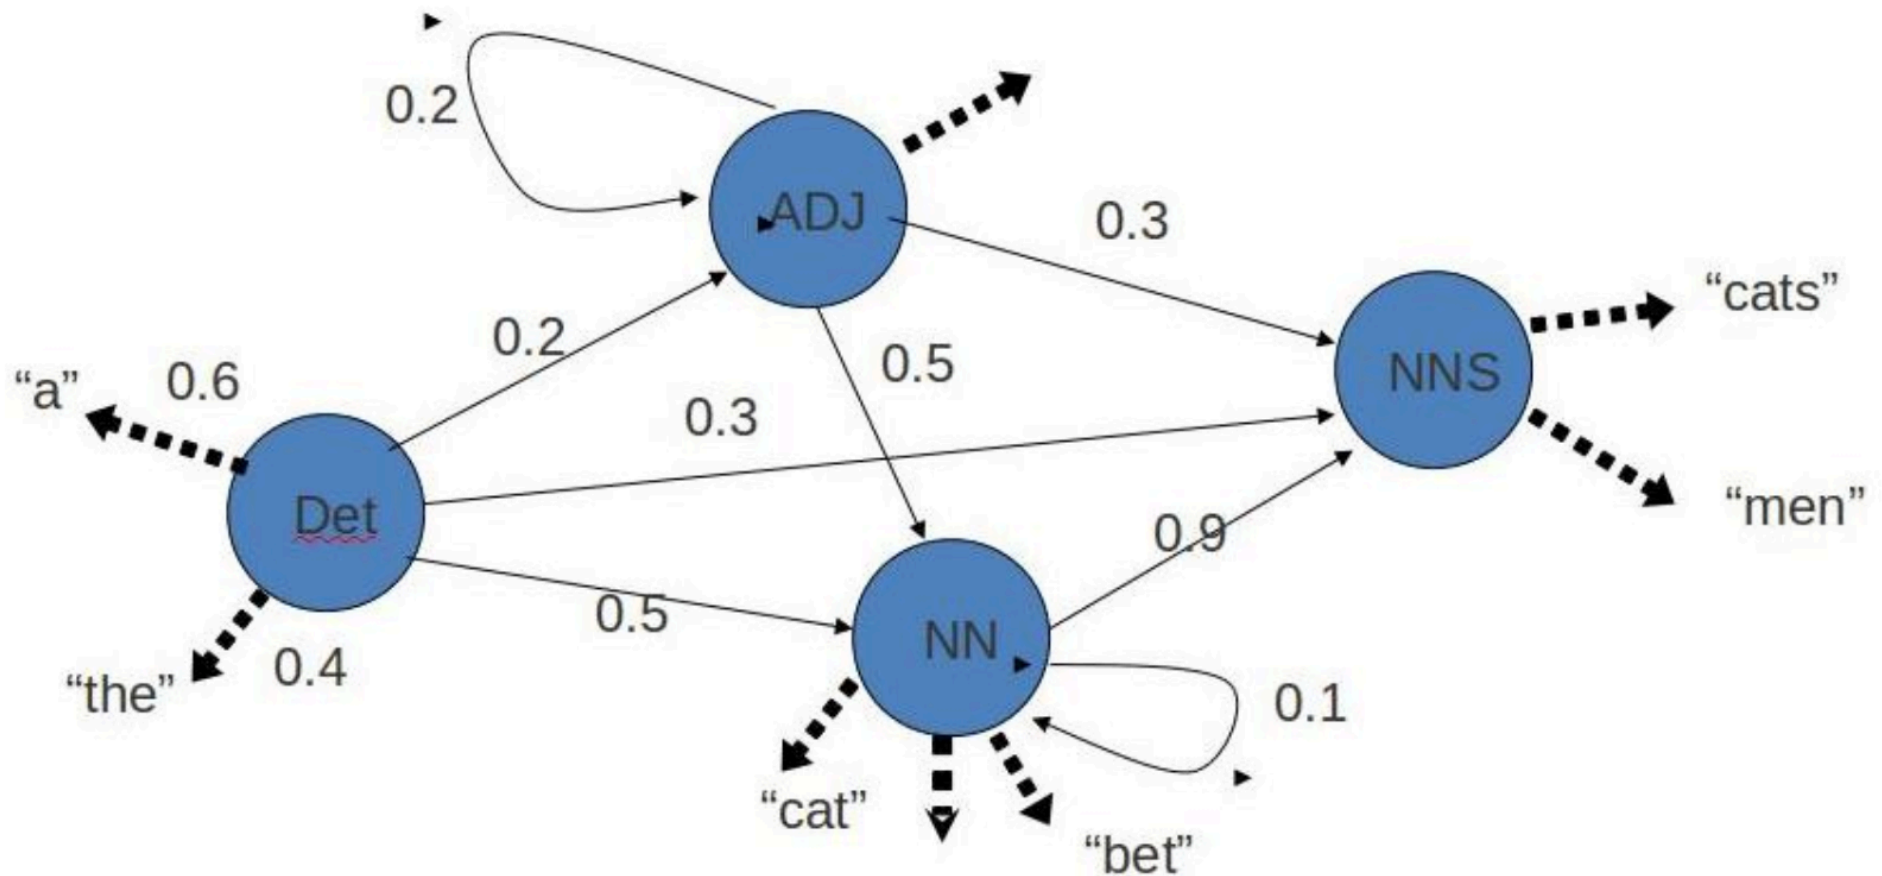 0.2
ADJ
0.3
“cats”
0.2
0.5
NNS
“a”
0.6
0.3
Det
“men”
0.9
0.5
NN
“the”
0.4
0.1
“cat”
“bet”